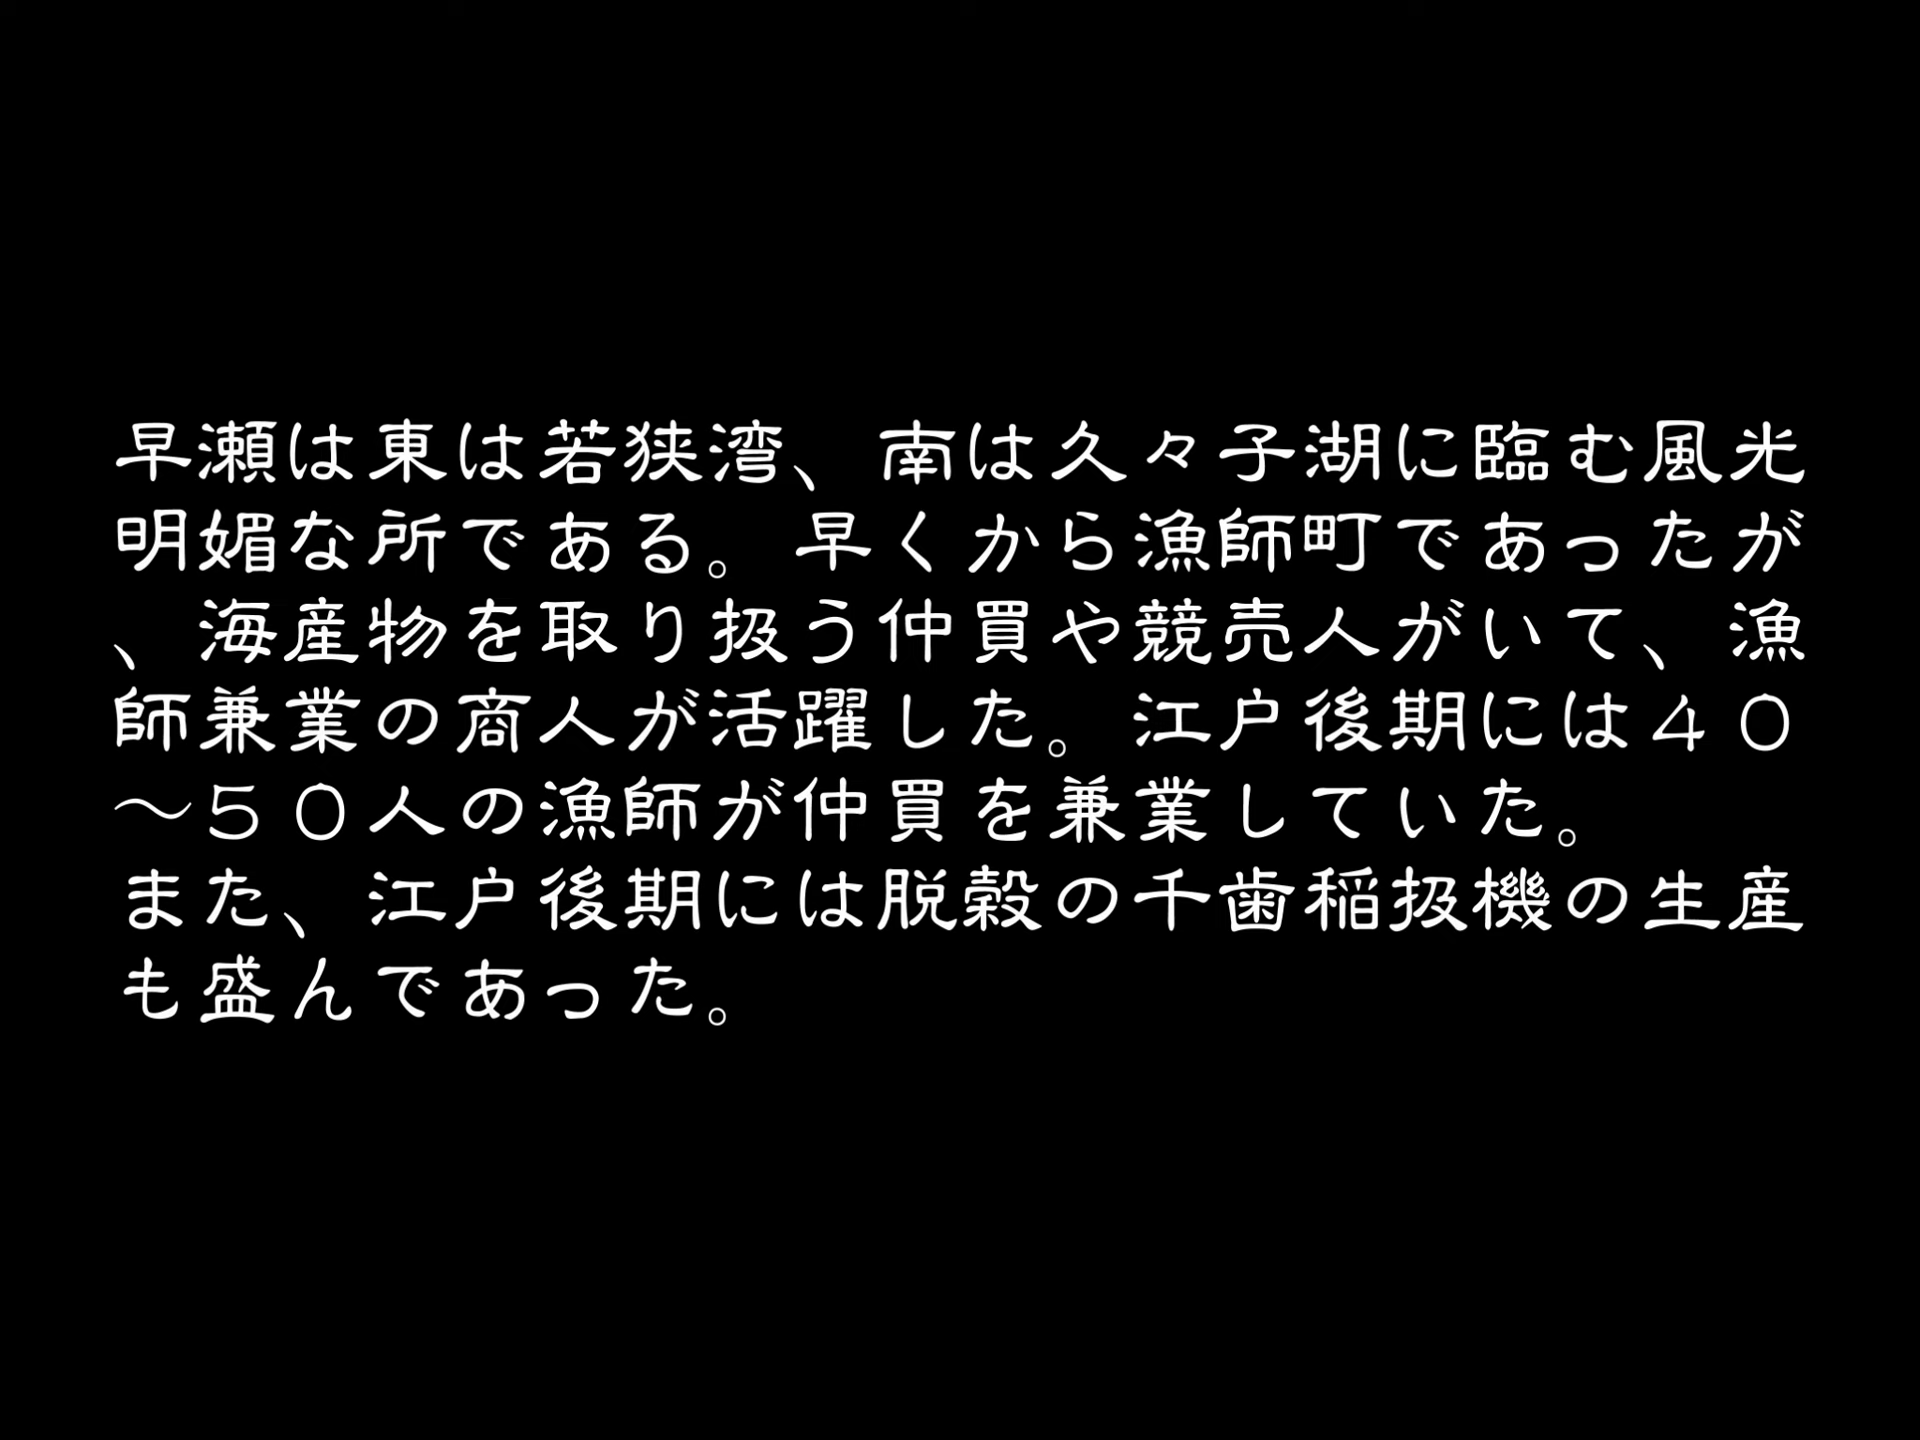 早瀬は東は若狭湾、南は久々子湖に臨む風光
明媚な所である。早くから漁師町であったが
、海産物を取り扱う仲買や競売人がいて、漁
師兼業の商人が活躍した。江戸後期には４０
～５０人の漁師が仲買を兼業していた。
また、江戸後期には脱穀の千歯稲扱機の生産
も盛んであった。